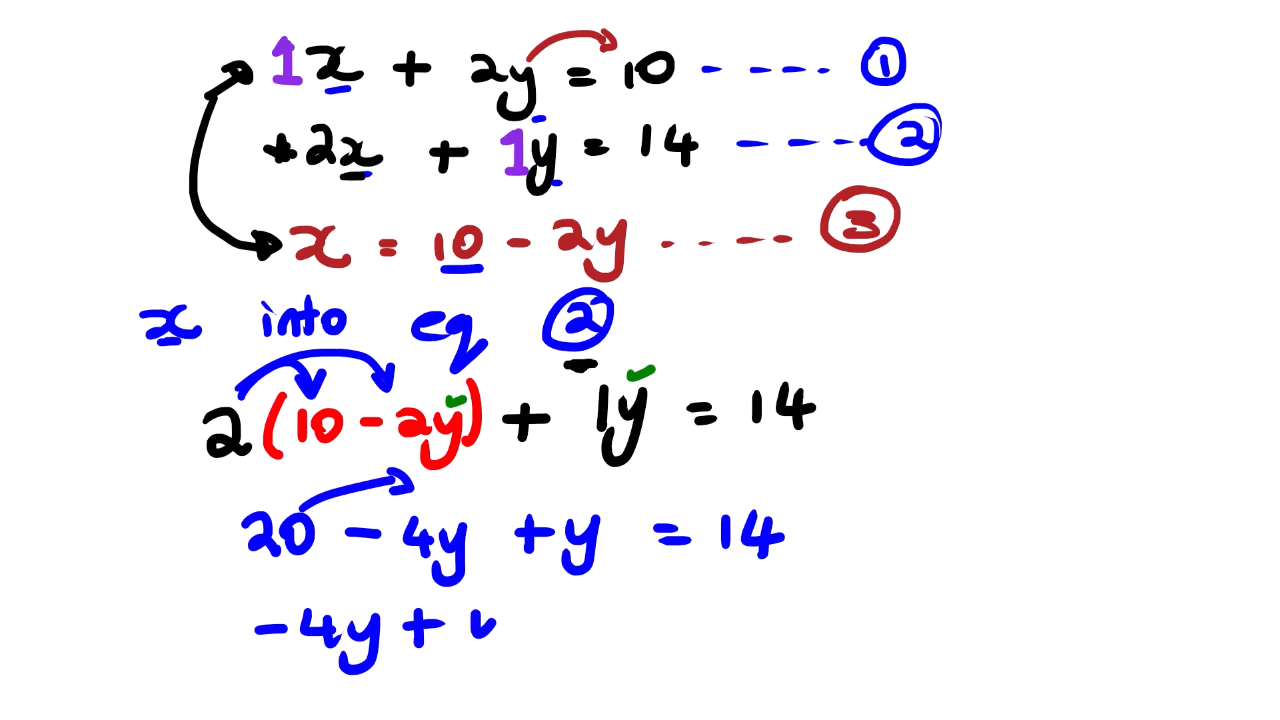 1x + 2y = 10 - - - - - ①
+2x + 1y = 14 - - - - ②
x = 10 - 2y - - - - ③
x into eq ②
2(10 - 2y) + 1y = 14
20 - 4y + y = 14
-4y +